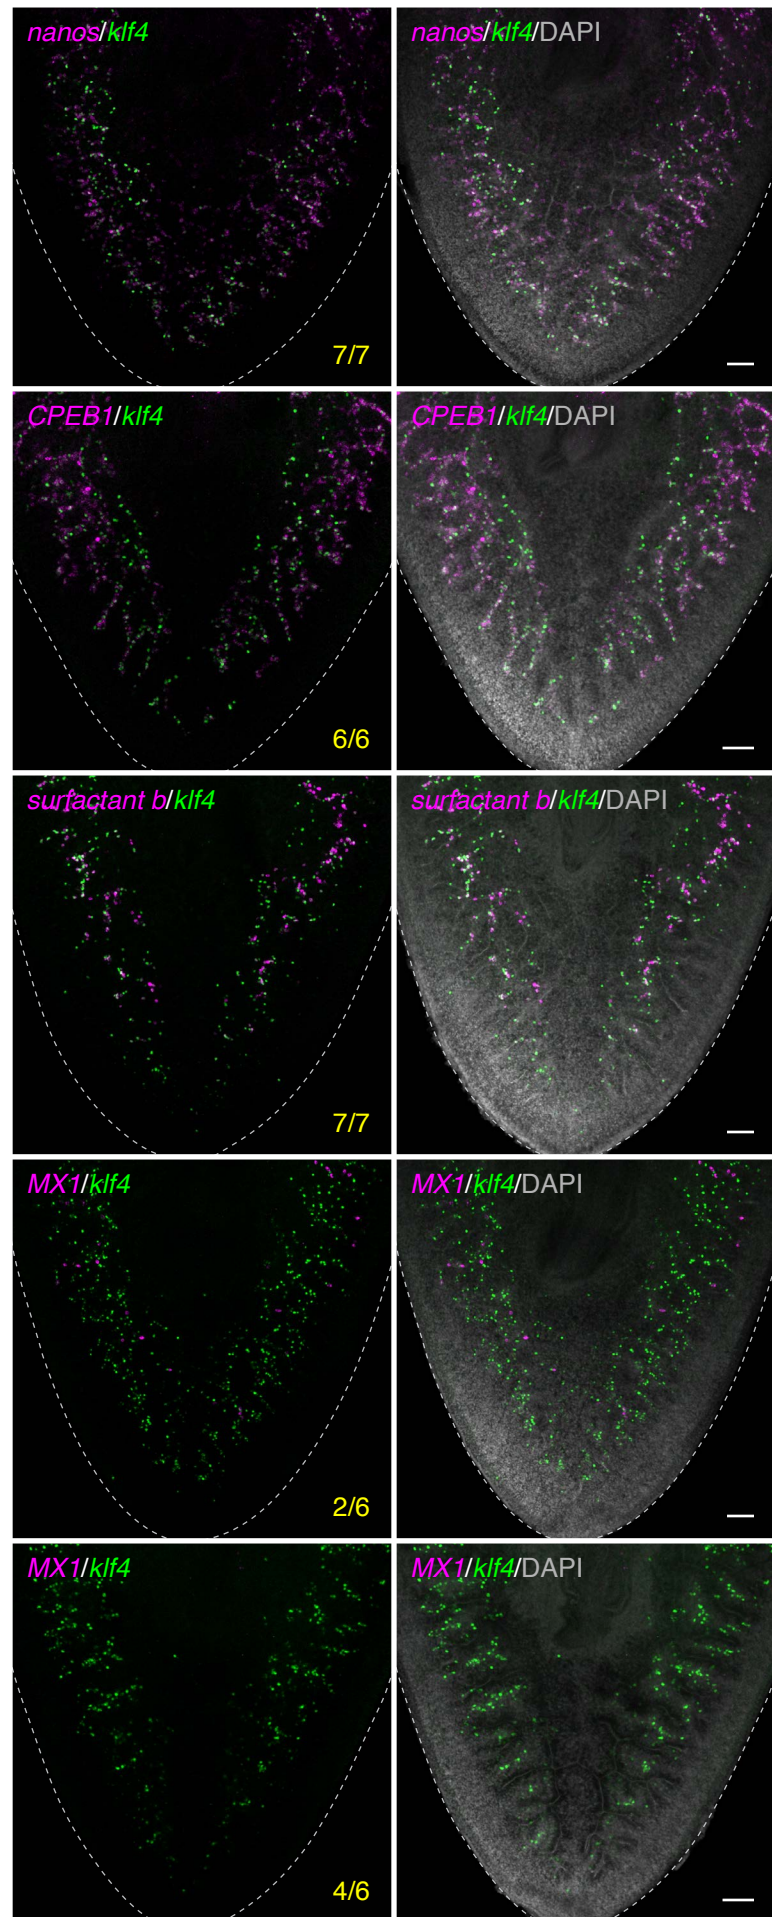 nanos/klf4
nanos/klf4/DAPI
7/7
CPEB1/klf4
CPEB1/klf4/DAPI
6/6
surfactant b/klf4
surfactant b/klf4/DAPI
7/7
MX1/klf4
MX1/klf4/DAPI
2/6
MX1/klf4
MX1/klf4/DAPI
4/6